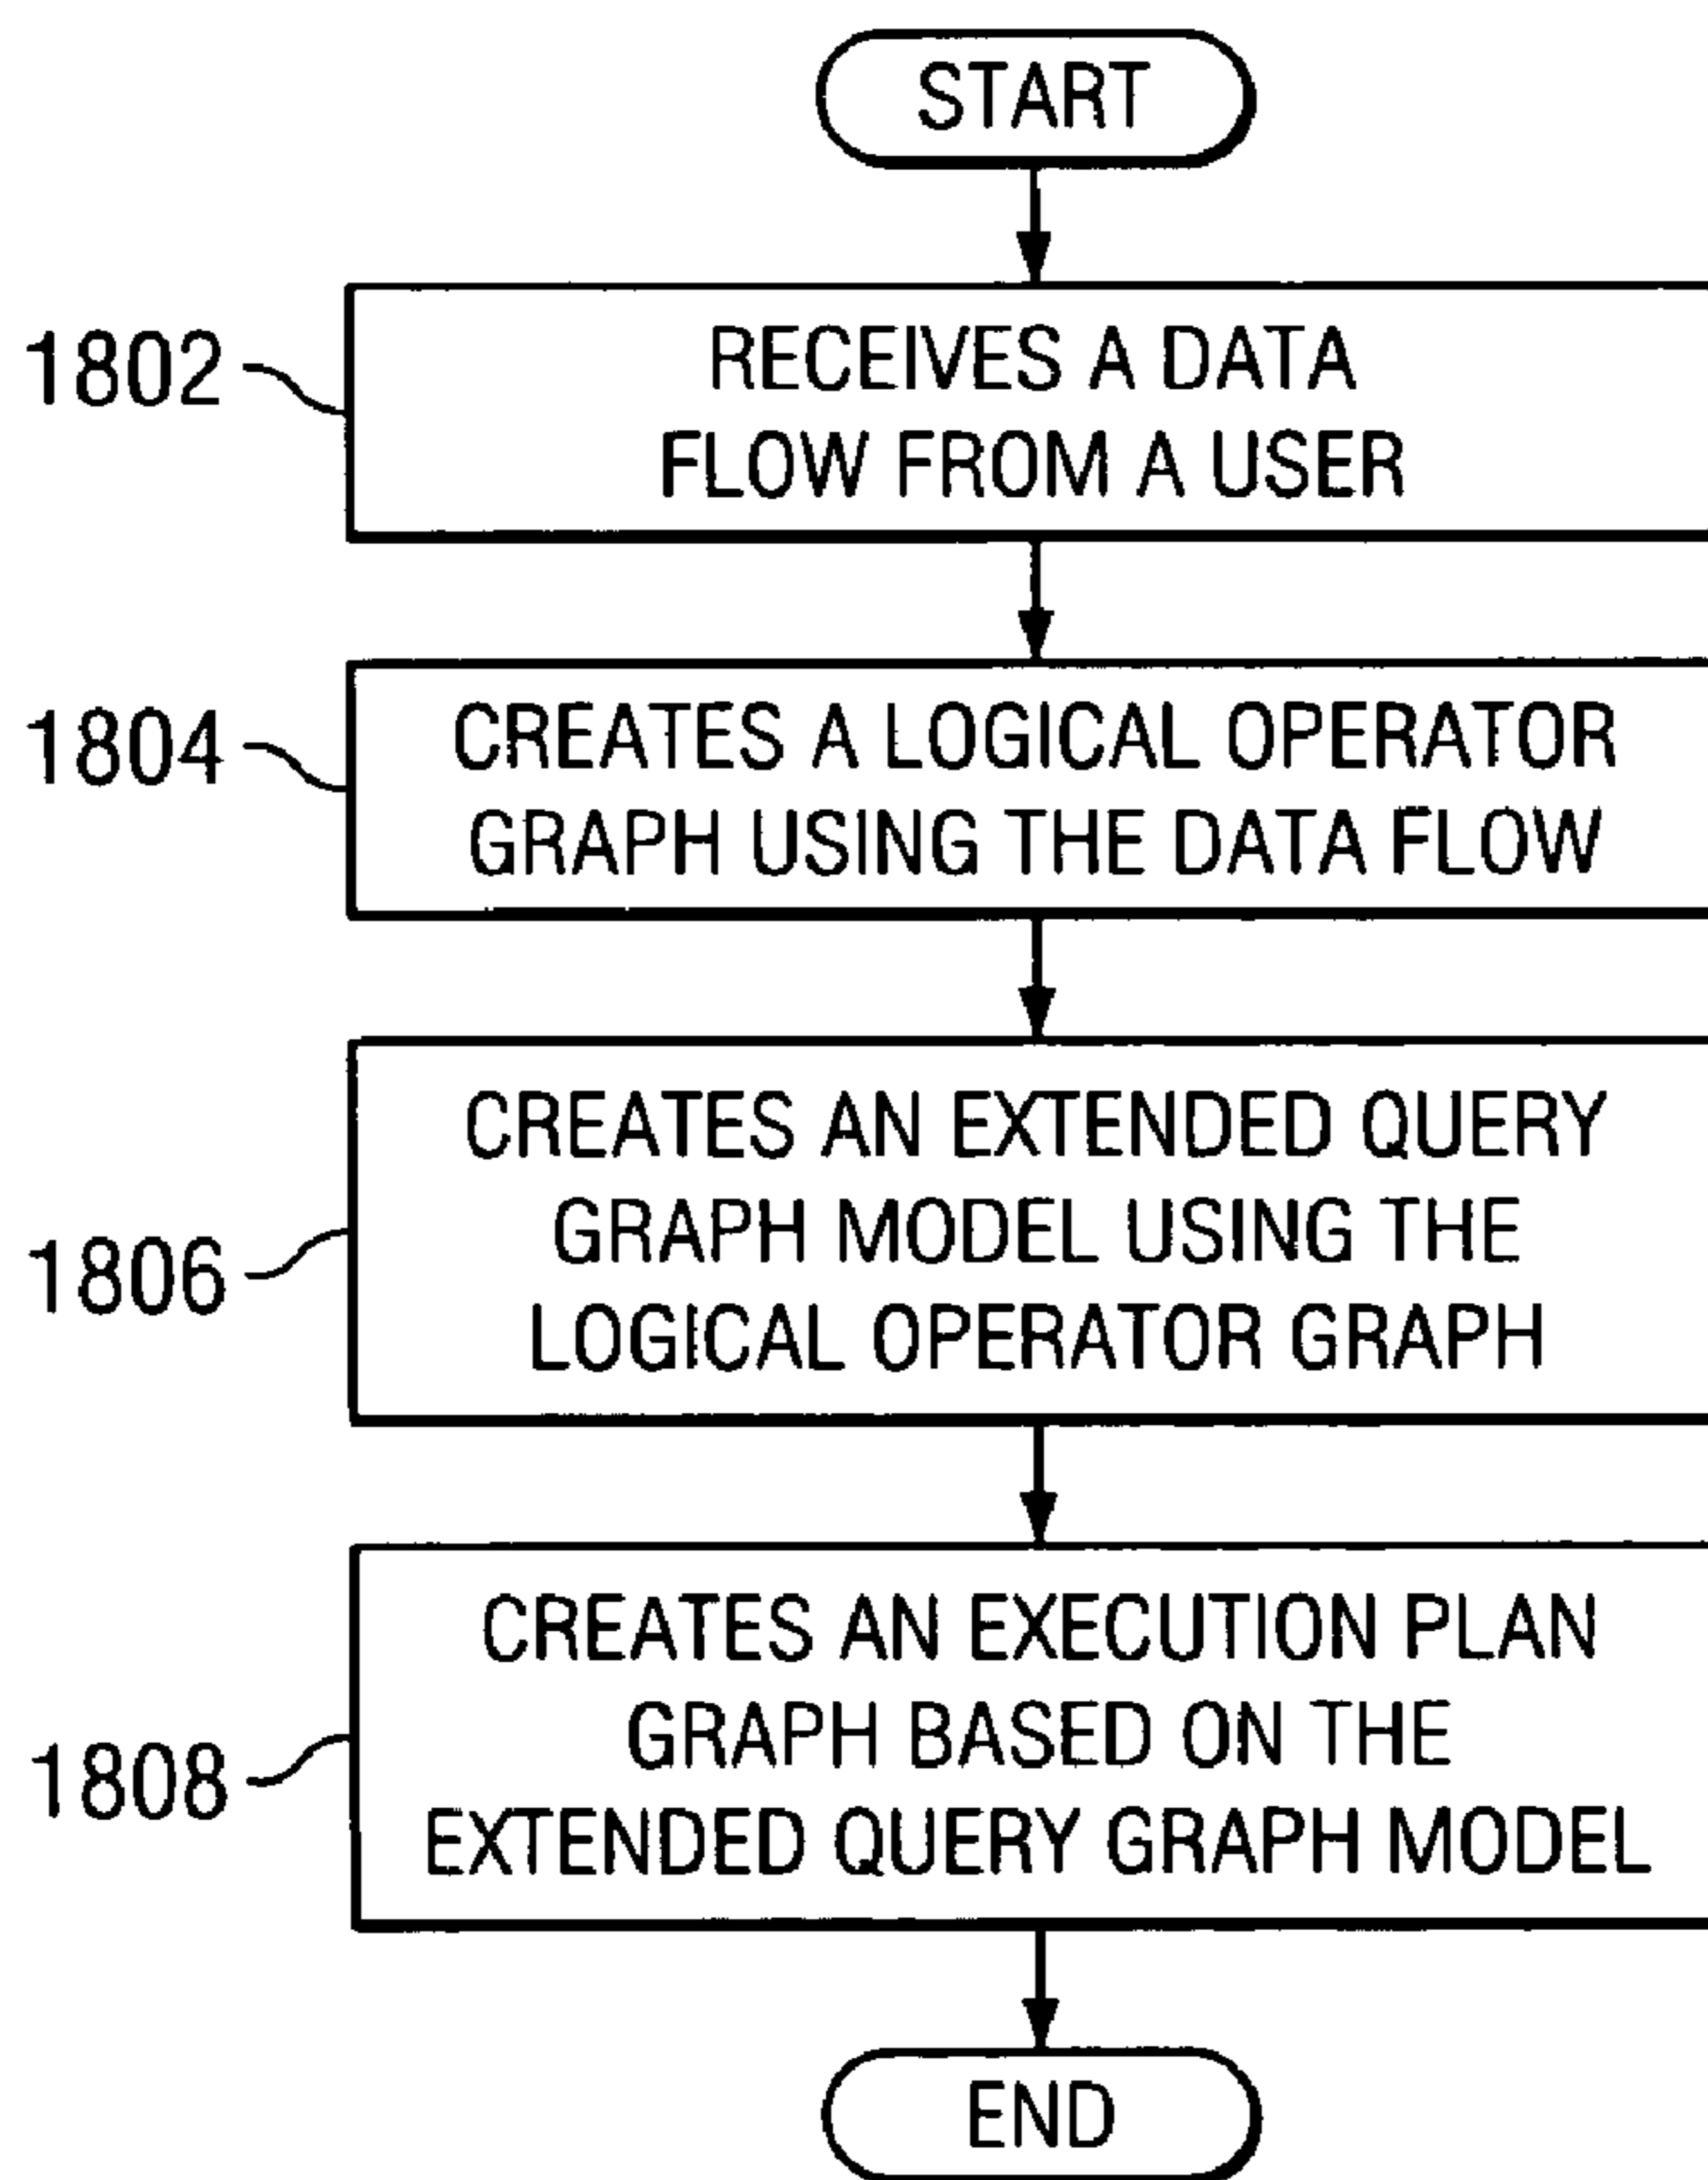 START
1802
RECEIVES A DATA
FLOW FROM A USER
1804
CREATES A LOGICAL OPERATOR
GRAPH USING THE DATA FLOW
1806
CREATES AN EXTENDED QUERY
GRAPH MODEL USING THE
LOGICAL OPERATOR GRAPH
1808
CREATES AN EXECUTION PLAN
GRAPH BASED ON THE
EXTENDED QUERY GRAPH MODEL
END